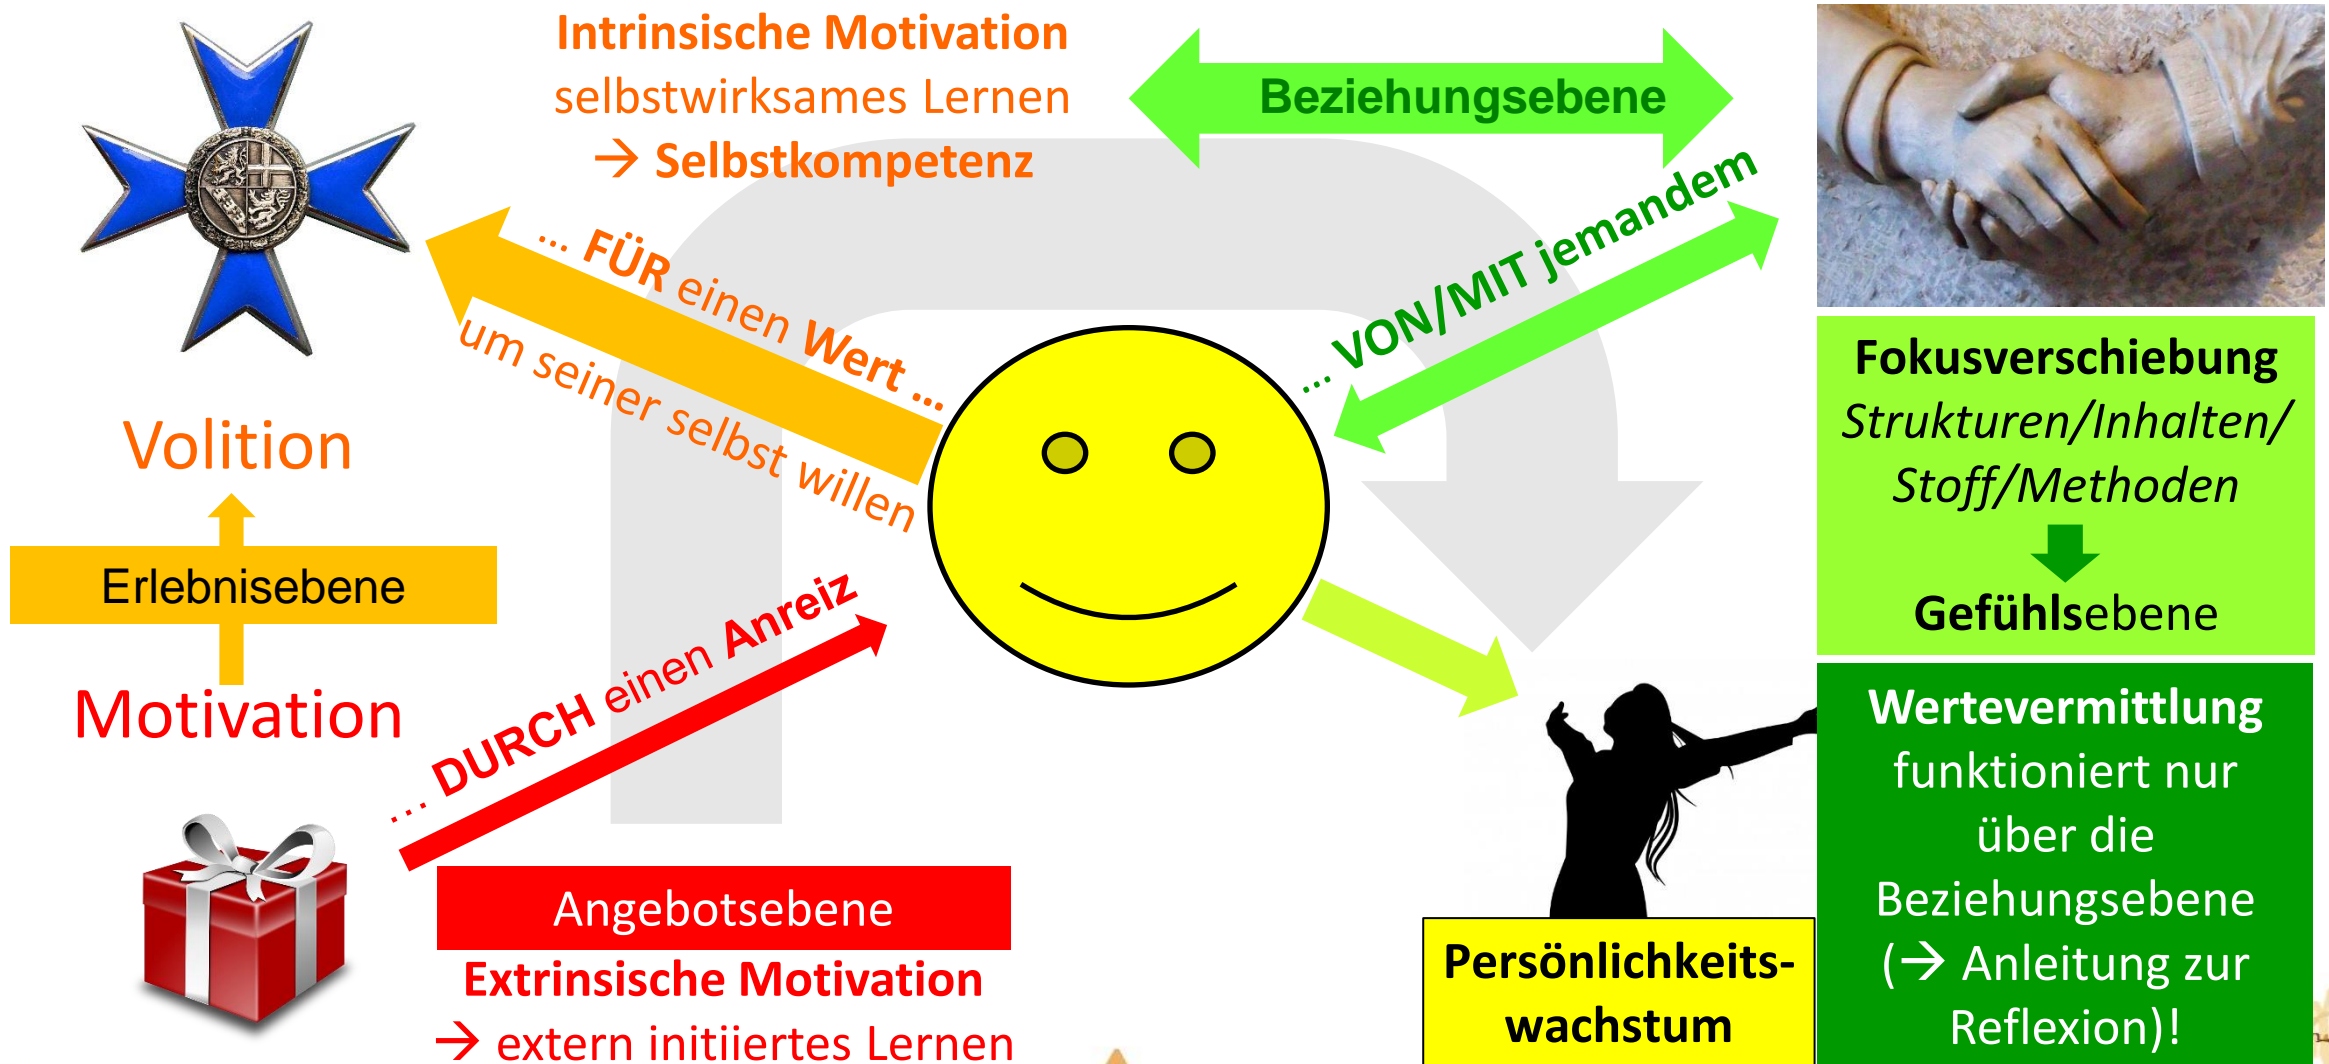 Intrinsische Motivation
selbstwirksames Lernen
→ Selbstkompetenz
Beziehungsebene
... FÜR einen Wert ...
um seiner selbst willen
... VON/MIT jemandem
Volition
Erlebnisebene
Motivation
... DURCH einen Anreiz
Angebotsebene
Extrinsische Motivation
→ extern initiiertes Lernen
Fokusverschiebung
Strukturen/Inhalten/
Stoff/Methoden
Gefühlsebene
Persönlichkeits-
wachstum
Wertevermittlung
funktioniert nur
über die
Beziehungsebene
(→ Anleitung zur
Reflexion)!